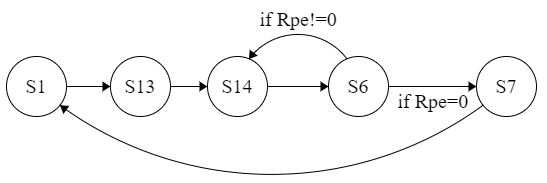 if Rpe!=0
S1
S13
S14
S6
S7
if Rpe=0